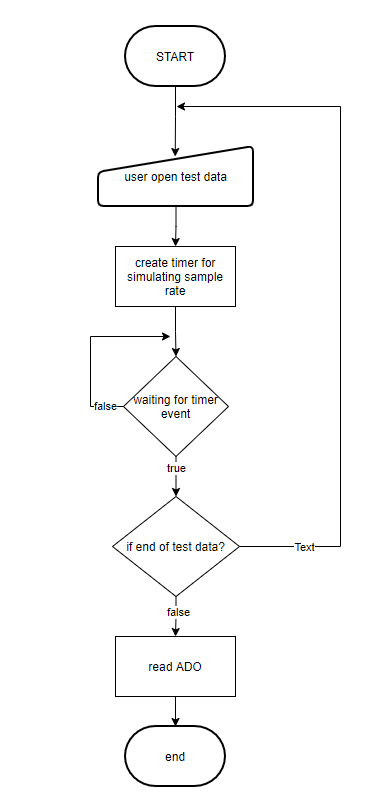 START
user open test data
create timer for
simulating sample
rate
waiting for timer
event
false
true
if end of test data?
Text
false
read ADO
end